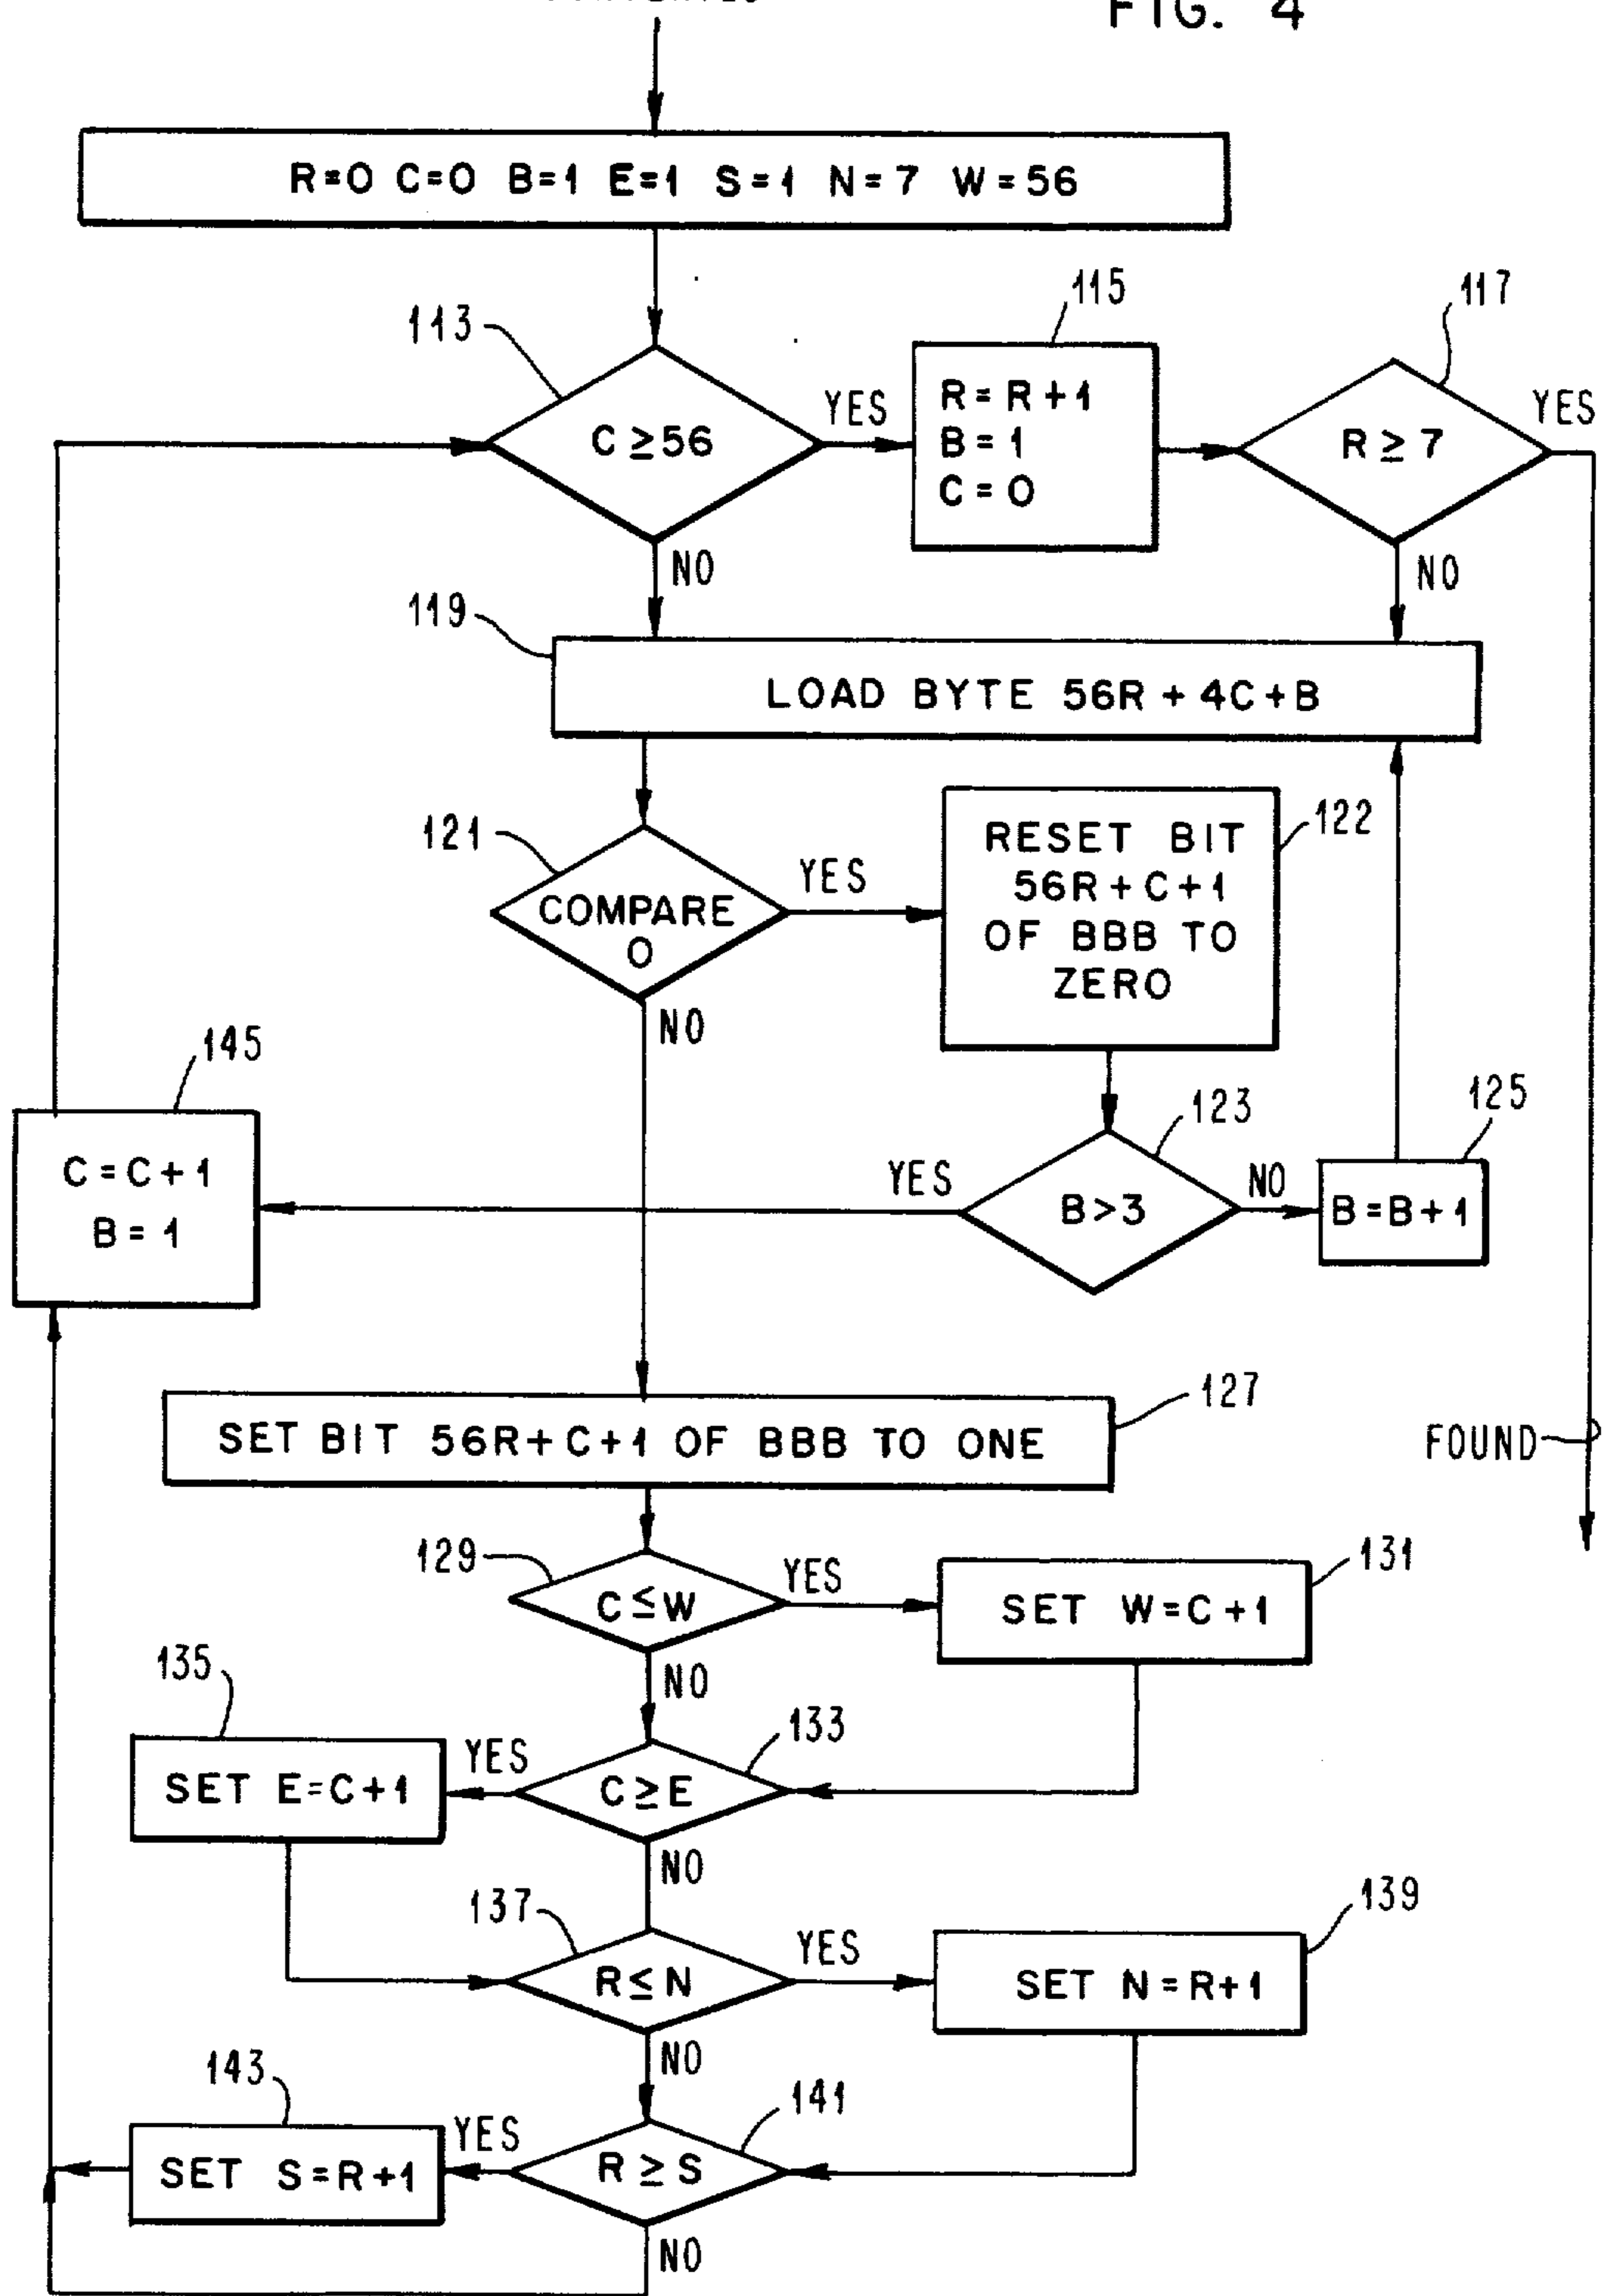 FIG. 4
R=0 C=0 B=1 E=1 S=1 N=7 W=56
113
C ≥ 56
YES
NO
115
R = R + 1
B = 1
C = 0
117
R ≥ 7
YES
NO
119
LOAD BYTE 56R + 4C + B
121
COMPARE
0
YES
NO
122
RESET BIT
56R + C + 1
OF BBB TO
ZERO
123
B > 3
YES
NO
125
B = B + 1
145
C = C + 1
B = 1
127
SET BIT 56R + C + 1 OF BBB TO ONE
FOUND
129
C ≤ W
YES
NO
131
SET W = C + 1
133
C ≥ E
YES
NO
135
SET E = C + 1
137
R ≤ N
YES
NO
139
SET N = R + 1
141
R ≥ S
YES
NO
143
SET S = R + 1